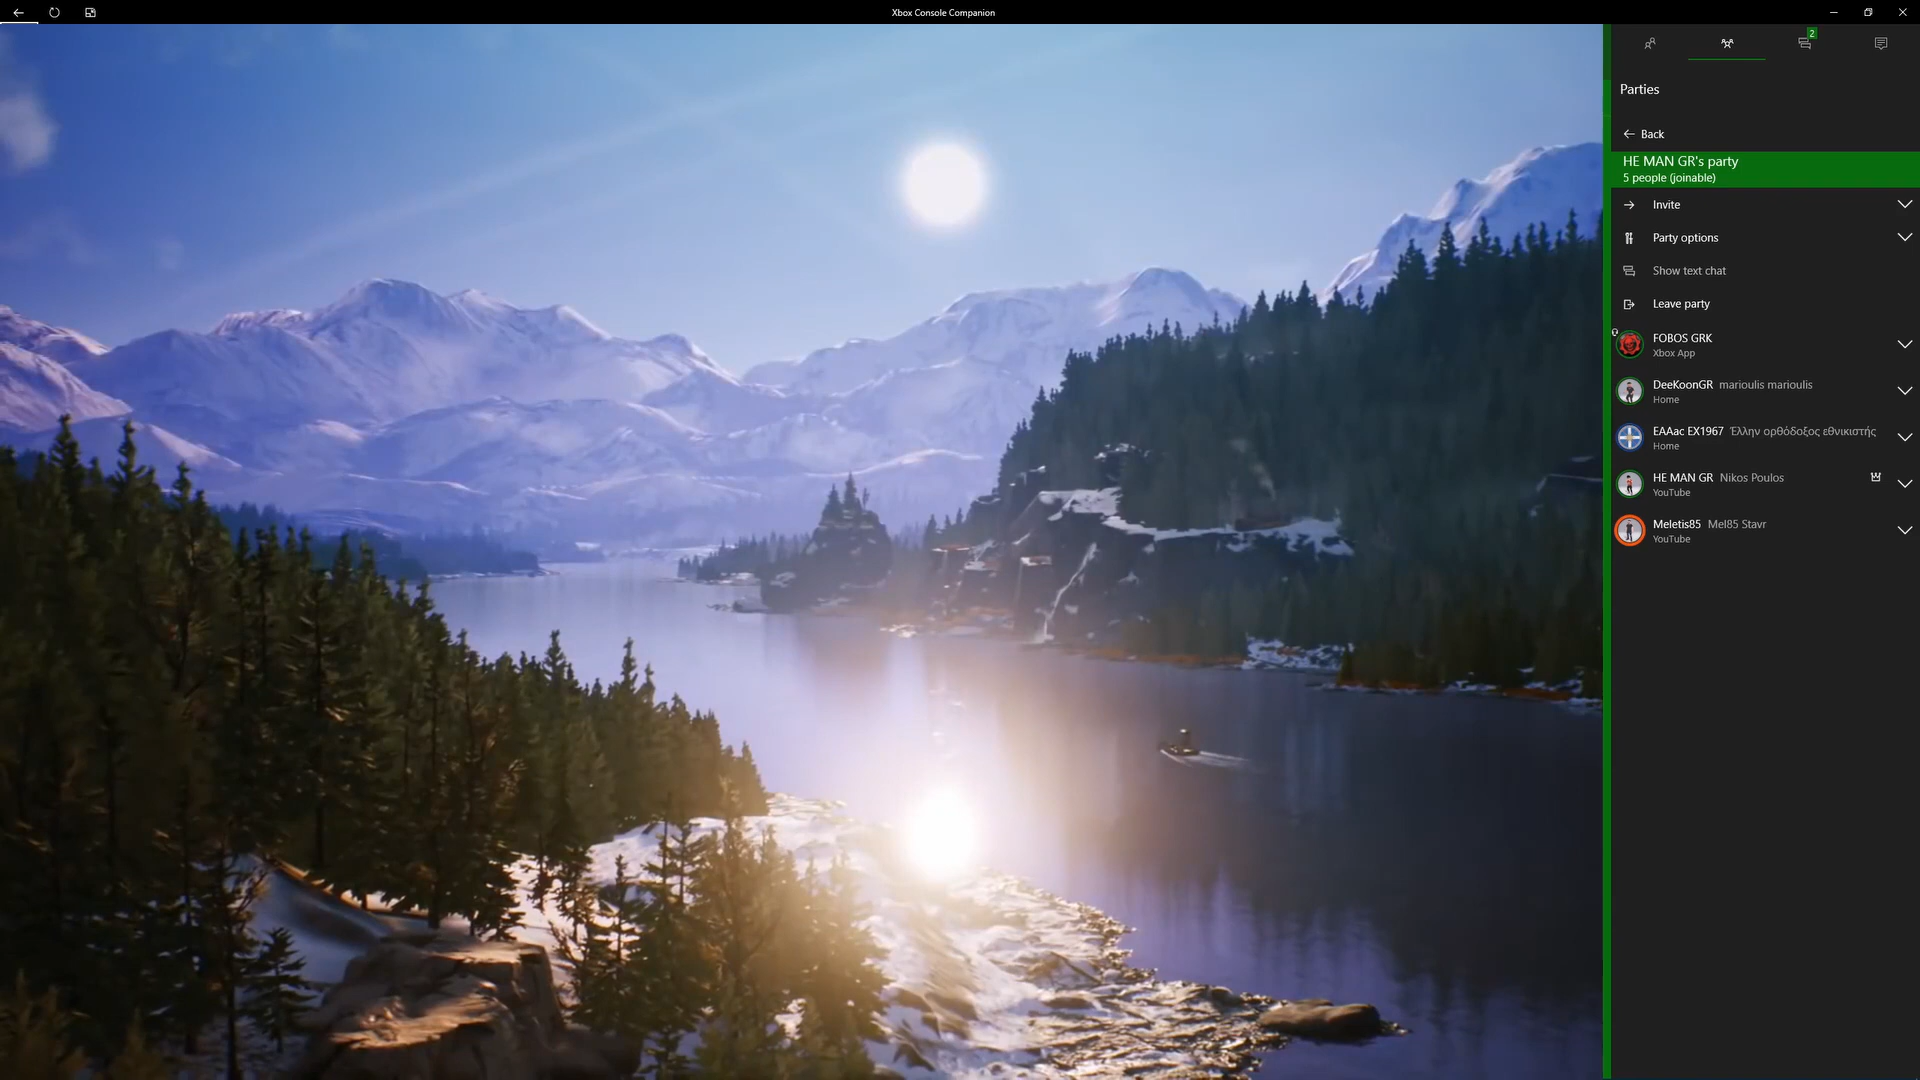 Xbox Console Companion
2
Parties
Back
HE MAN GR's party
5 people (joinable)
Invite
Party options
Show text chat
Leave party
FOBOS GRK
Xbox App
DeeKoonGR marioulis marioulis
Home
EAAac EX1967 Έλλην ορθόδοξος εθνικιστής
Home
HE MAN GR Nikos Poulos
YouTube
Meletis85 Mel85 Stavr
YouTube